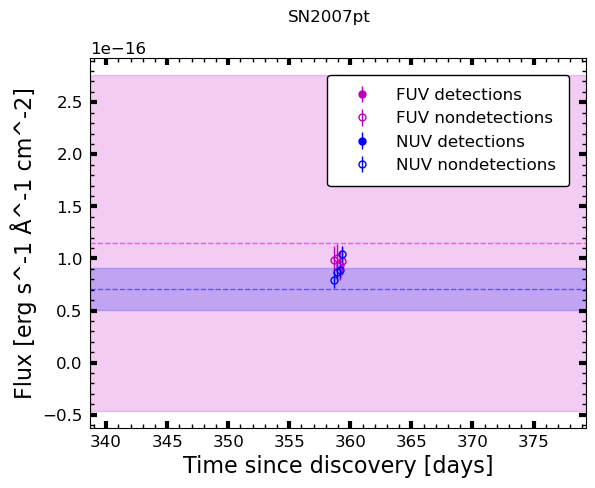 SN2007pt
1e−16
FUV detections
FUV nondetections
NUV detections
NUV nondetections
2.5
2.0
1.5
1.0
0.5
0.0
−0.5
340 345 350 355 360 365 370 375
Flux [erg s^-1 Å^-1 cm^-2]
Time since discovery [days]